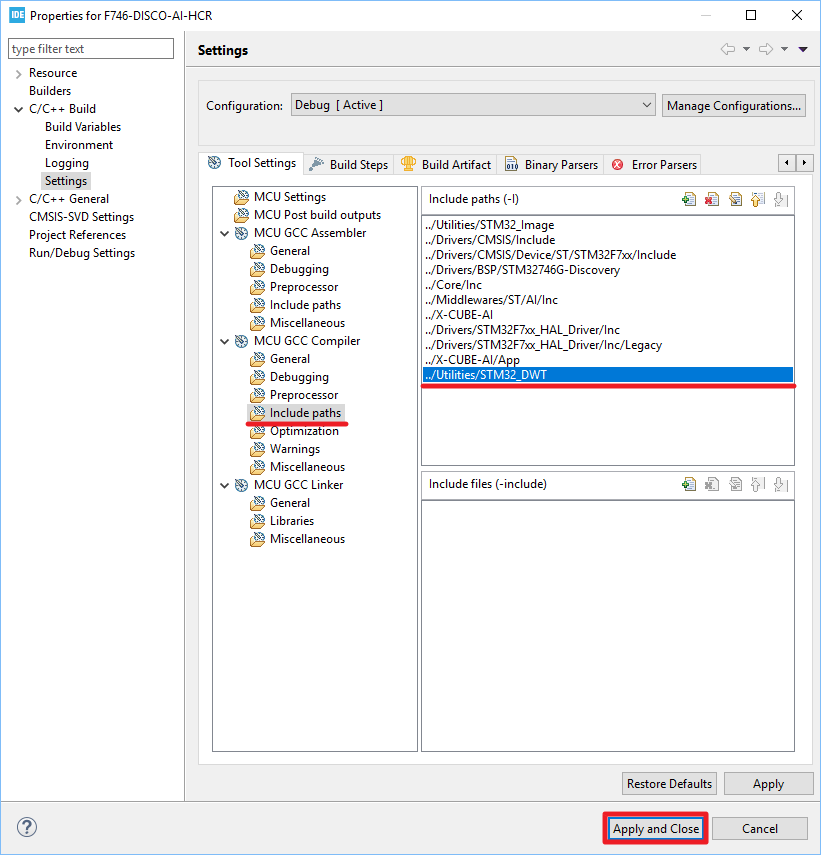 IDE Properties for F746-DISCO-AI-HCR
type filter text
Resource
Builders
C/C++ Build
Build Variables
Environment
Logging
Settings
C/C++ General
CMSIS-SVD Settings
Project References
Run/Debug Settings
Settings
Configuration: Debug [ Active ] Manage Configurations...
Tool Settings Build Steps Build Artifact Binary Parsers Error Parsers
MCU Settings
MCU Post build outputs
MCU GCC Assembler
General
Debugging
Preprocessor
Include paths
Miscellaneous
MCU GCC Compiler
General
Debugging
Preprocessor
Include paths
Optimization
Warnings
Miscellaneous
MCU GCC Linker
General
Libraries
Miscellaneous
Include paths (-I)
../Utilities/STM32_Image
../Drivers/CMSIS/Include
../Drivers/CMSIS/Device/ST/STM32F7xx/Include
../Drivers/BSP/STM32746G-Discovery
../Core/Inc
../Middlewares/ST/AI/Inc
../X-CUBE-AI
../Drivers/STM32F7xx_HAL_Driver/Inc
../Drivers/STM32F7xx_HAL_Driver/Inc/Legacy
../X-CUBE-AI/App
../Utilities/STM32_DWT
Include files (-include)
Restore Defaults Apply
? Apply and Close Cancel